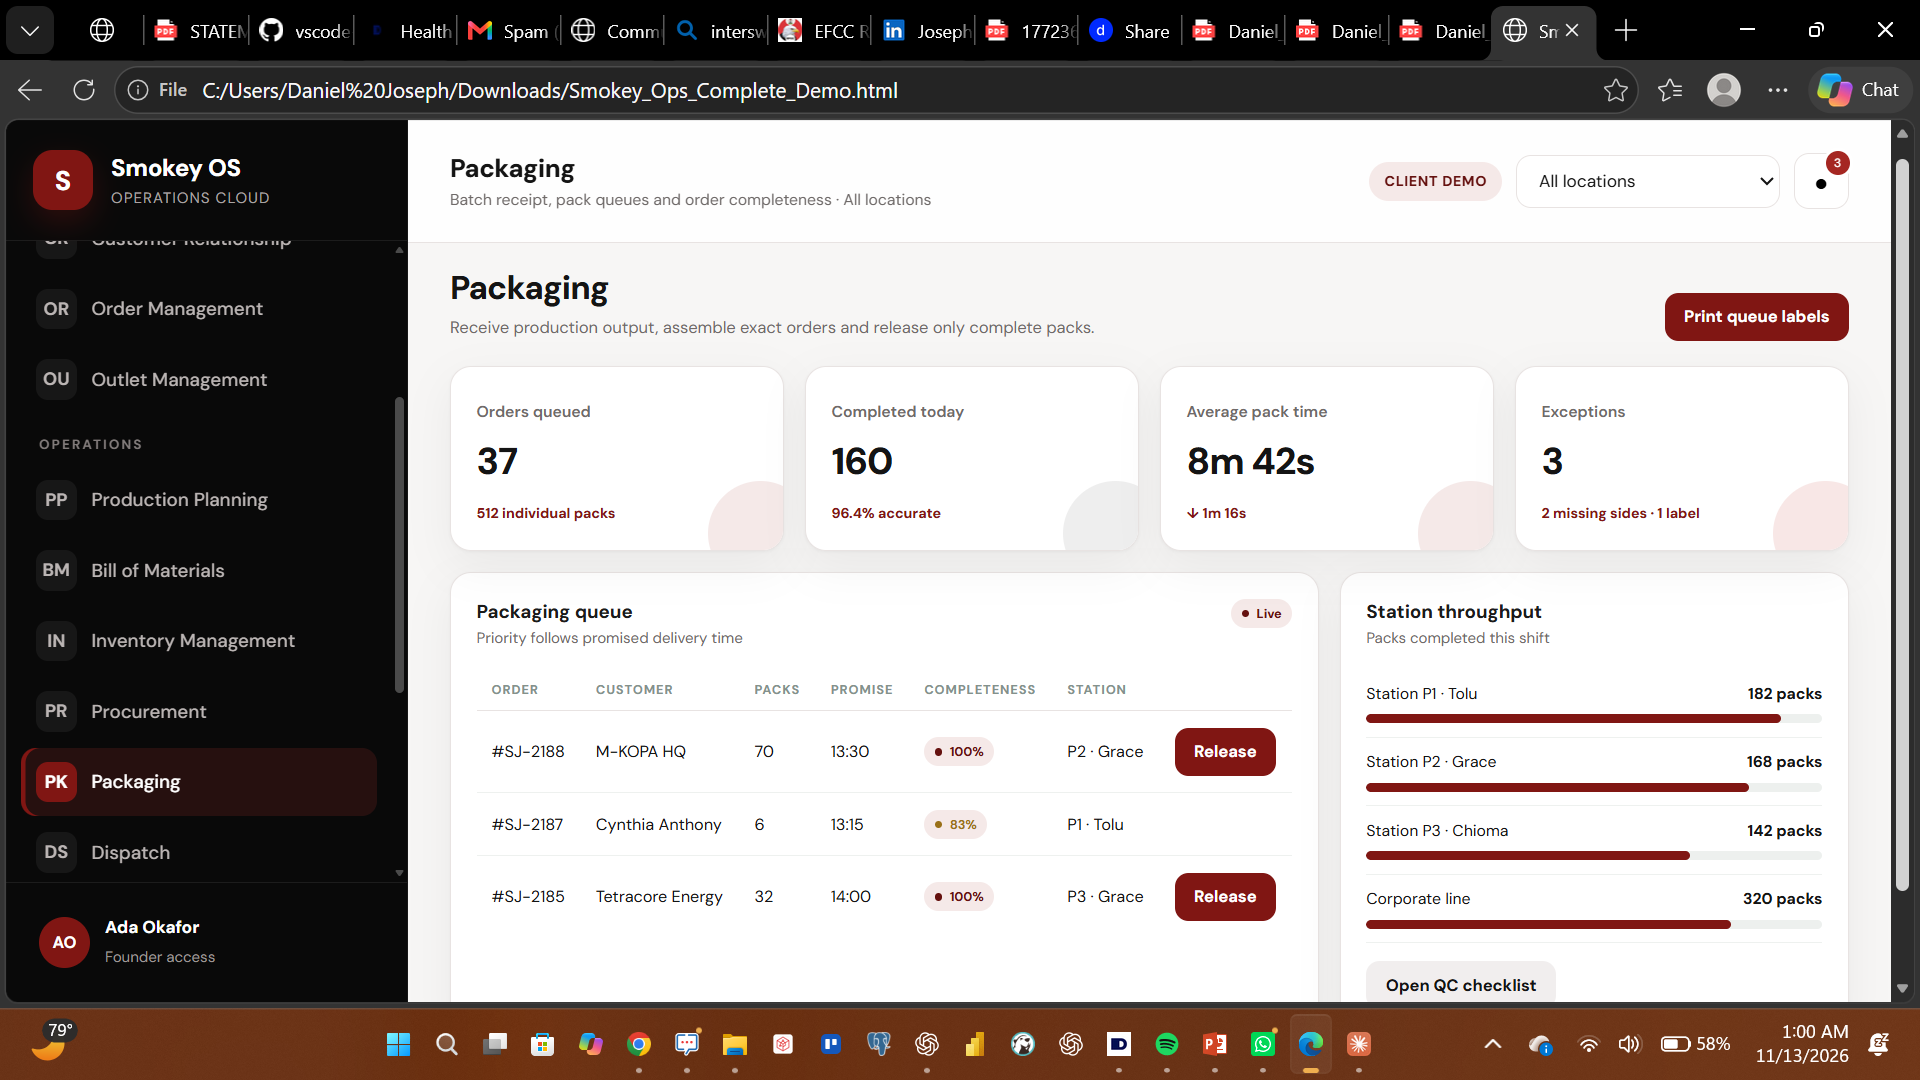 STATEM
vscode
Health
Spam (
Comm
intersw
EFCC R
Joseph
17736
Share
Daniel_
Daniel_
Daniel_
Sm
File C:/Users/Daniel%20Joseph/Downloads/Smokey_Ops_Complete_Demo.html
Chat
S
Smokey OS
OPERATIONS CLOUD
Customer Relationship
OR Order Management
OU Outlet Management
OPERATIONS
PP Production Planning
BM Bill of Materials
IN Inventory Management
PR Procurement
PK Packaging
DS Dispatch
AO
Ada Okafor
Founder access
Packaging
Batch receipt, pack queues and order completeness · All locations
CLIENT DEMO
All locations
3
Packaging
Receive production output, assemble exact orders and release only complete packs.
Print queue labels
Orders queued
37
512 individual packs
Completed today
160
96.4% accurate
Average pack time
8m 42s
↓ 1m 16s
Exceptions
3
2 missing sides · 1 label
Packaging queue
Priority follows promised delivery time
Live
ORDER CUSTOMER PACKS PROMISE COMPLETENESS STATION
#SJ-2188 M-KOPA HQ 70 13:30 100% P2 · Grace Release
#SJ-2187 Cynthia Anthony 6 13:15 83% P1 · Tolu
#SJ-2185 Tetracore Energy 32 14:00 100% P3 · Grace Release
Station throughput
Packs completed this shift
Station P1 · Tolu 182 packs
Station P2 · Grace 168 packs
Station P3 · Chioma 142 packs
Corporate line 320 packs
Open QC checklist
79°
58%
1:00 AM
11/13/2026